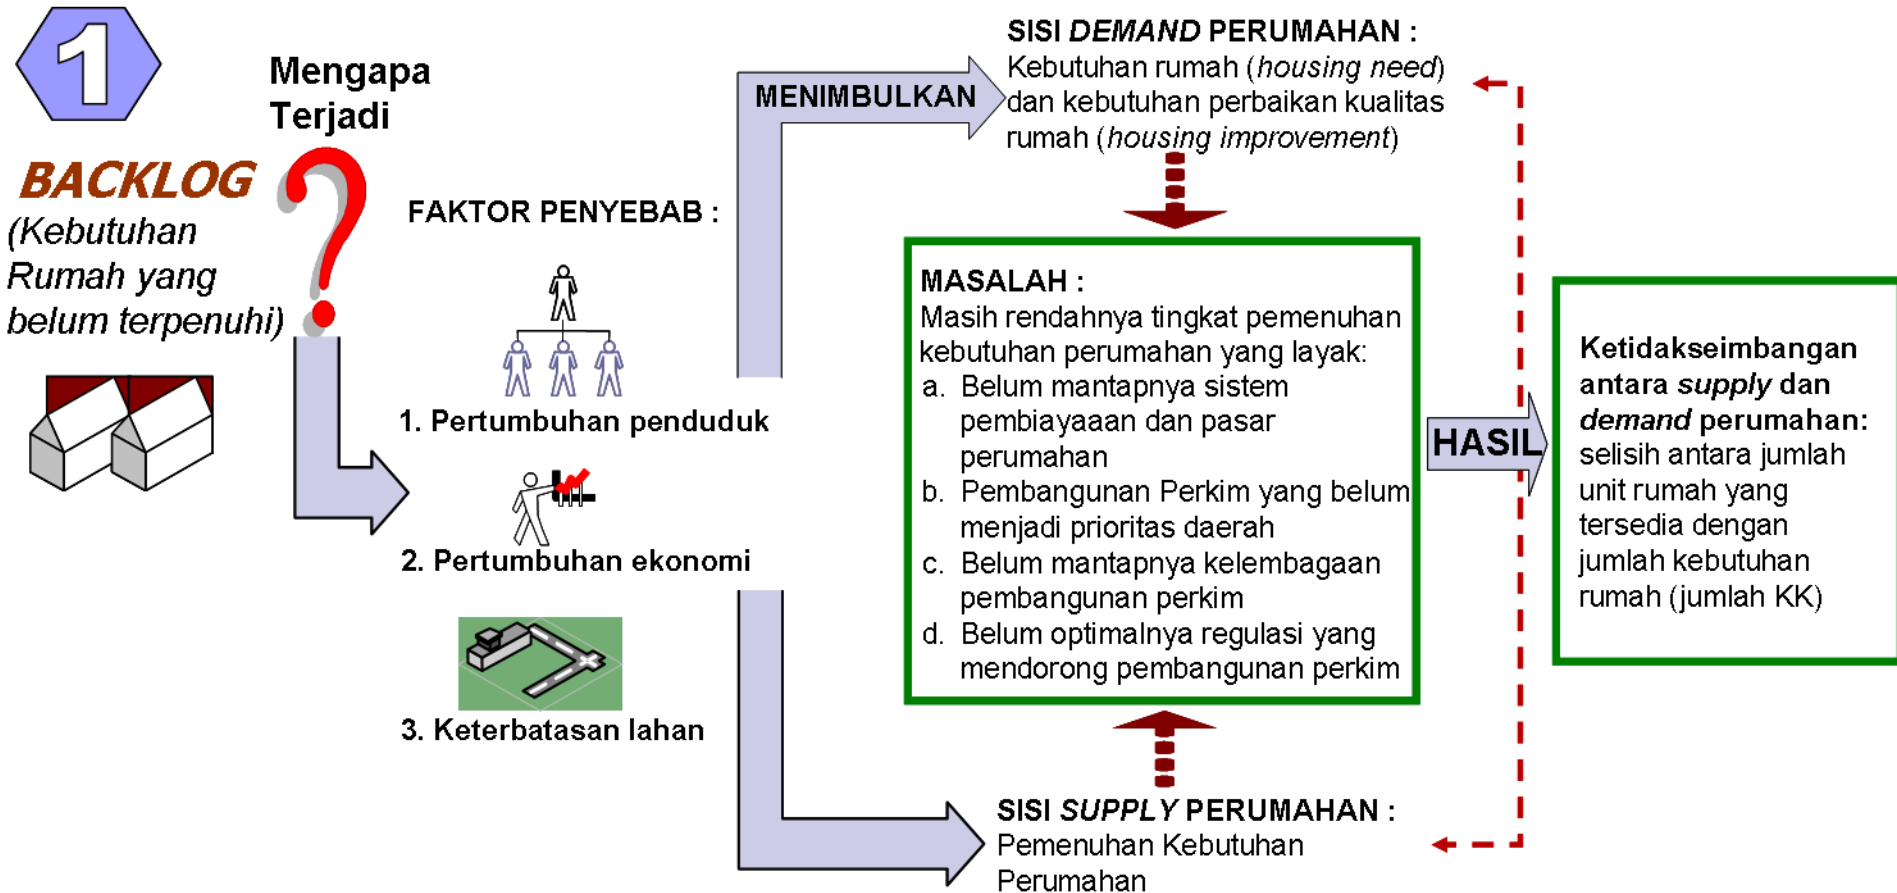 1
Mengapa
Terjadi
BACKLOG
(Kebutuhan
Rumah yang
belum terpenuhi)
?
FAKTOR PENYEBAB :
1. Pertumbuhan penduduk
2. Pertumbuhan ekonomi
3. Keterbatasan lahan
MENIMBULKAN
SISI DEMAND PERUMAHAN :
Kebutuhan rumah (housing need)
dan kebutuhan perbaikan kualitas
rumah (housing improvement)
MASALAH :
Masih rendahnya tingkat pemenuhan
kebutuhan perumahan yang layak:
a. Belum mantapnya sistem
pembiayaaan dan pasar
perumahan
b. Pembangunan Perkim yang belum
menjadi prioritas daerah
c. Belum mantapnya kelembagaan
pembangunan perkim
d. Belum optimalnya regulasi yang
mendorong pembangunan perkim
SISI SUPPLY PERUMAHAN :
Pemenuhan Kebutuhan
Perumahan
HASIL
Ketidakseimbangan
antara supply dan
demand perumahan:
selisih antara jumlah
unit rumah yang
tersedia dengan
jumlah kebutuhan
rumah (jumlah KK)